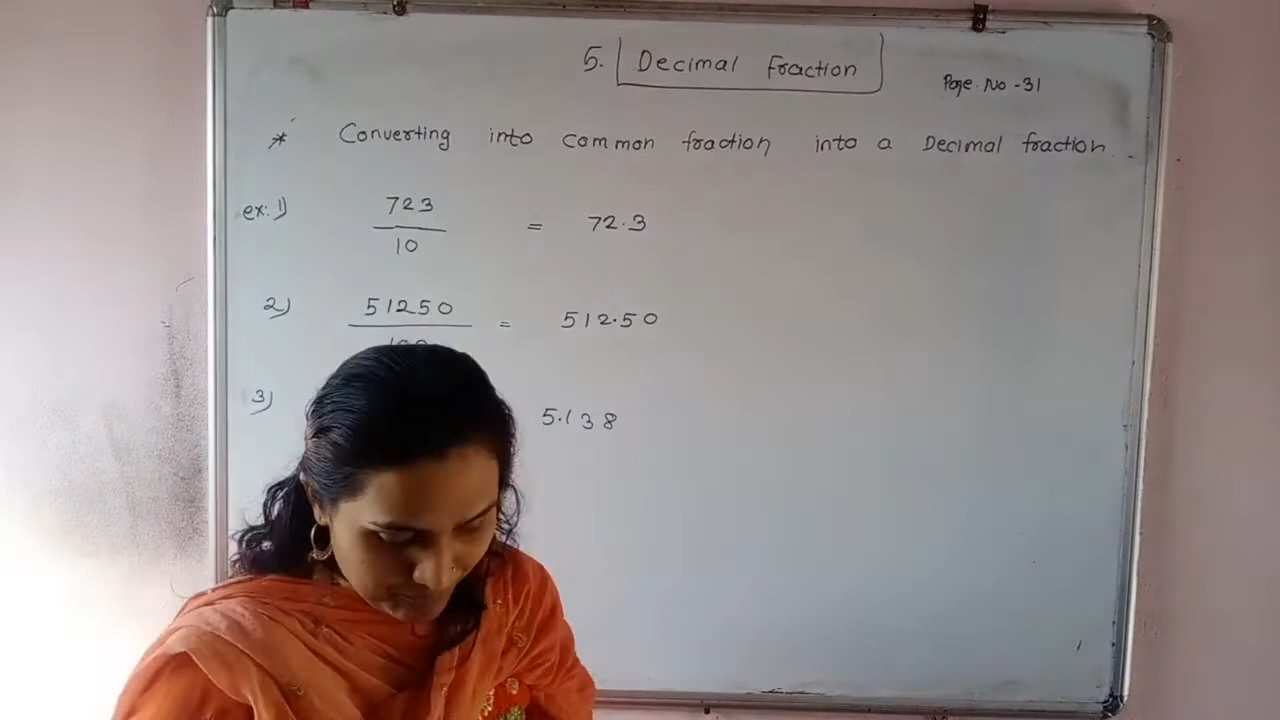 5. Decimal Fraction
Page No - 31
* Converting into common fraction into a Decimal fraction.
ex: 1) 723/10 = 72.3
2) 51250/100 = 512.50
3) 5.138